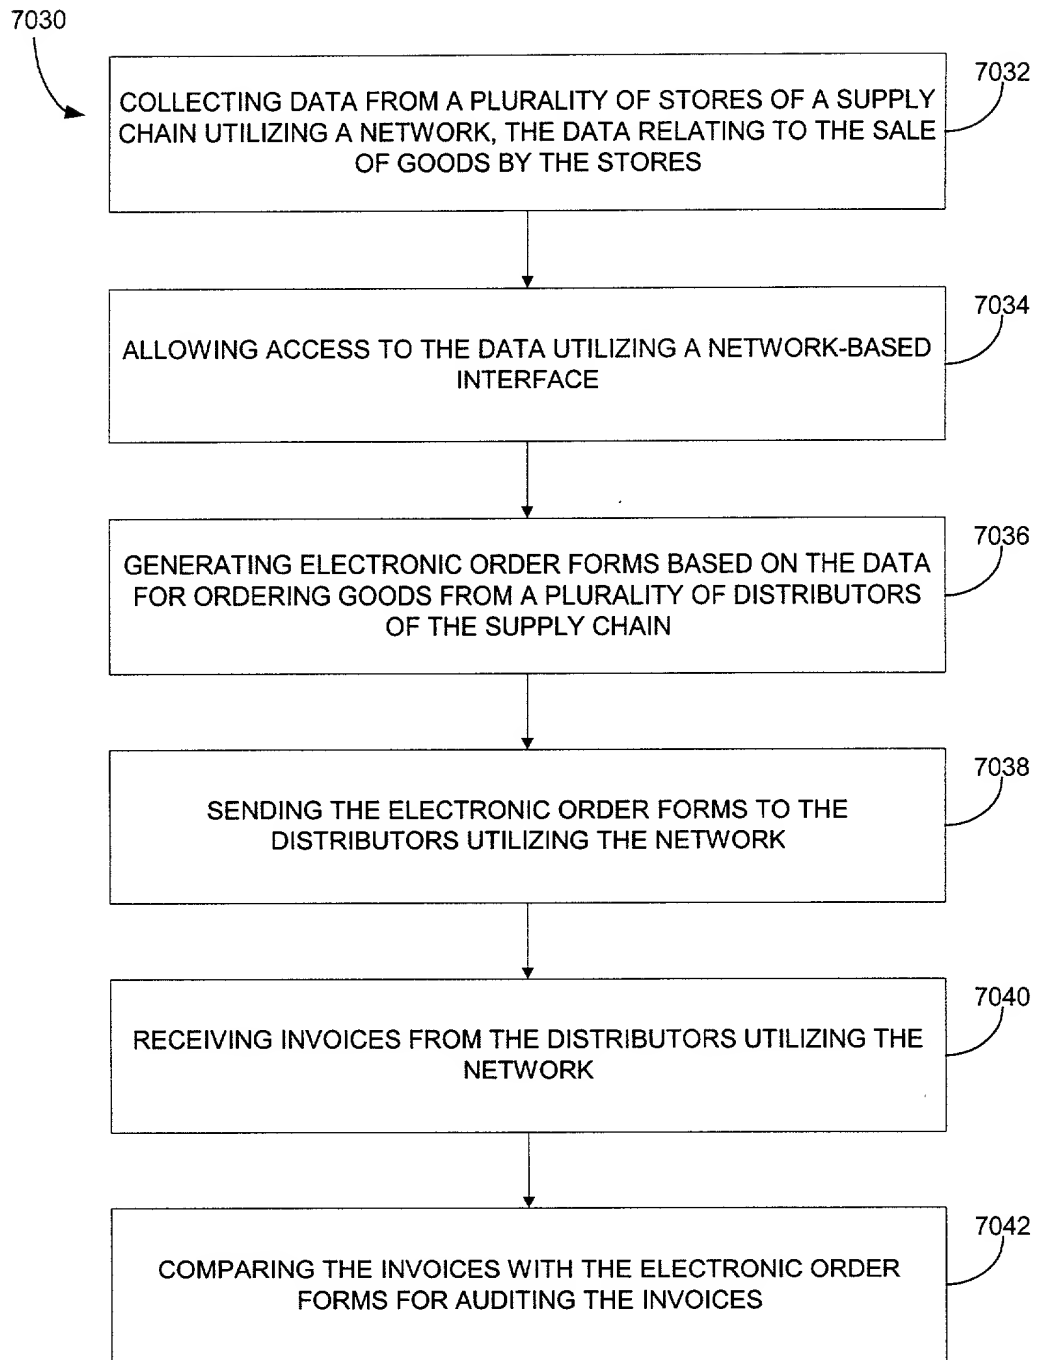 7030
7032
COLLECTING DATA FROM A PLURALITY OF STORES OF A SUPPLY
CHAIN UTILIZING A NETWORK, THE DATA RELATING TO THE SALE
OF GOODS BY THE STORES
7034
ALLOWING ACCESS TO THE DATA UTILIZING A NETWORK-BASED
INTERFACE
7036
GENERATING ELECTRONIC ORDER FORMS BASED ON THE DATA
FOR ORDERING GOODS FROM A PLURALITY OF DISTRIBUTORS
OF THE SUPPLY CHAIN
7038
SENDING THE ELECTRONIC ORDER FORMS TO THE
DISTRIBUTORS UTILIZING THE NETWORK
7040
RECEIVING INVOICES FROM THE DISTRIBUTORS UTILIZING THE
NETWORK
7042
COMPARING THE INVOICES WITH THE ELECTRONIC ORDER
FORMS FOR AUDITING THE INVOICES